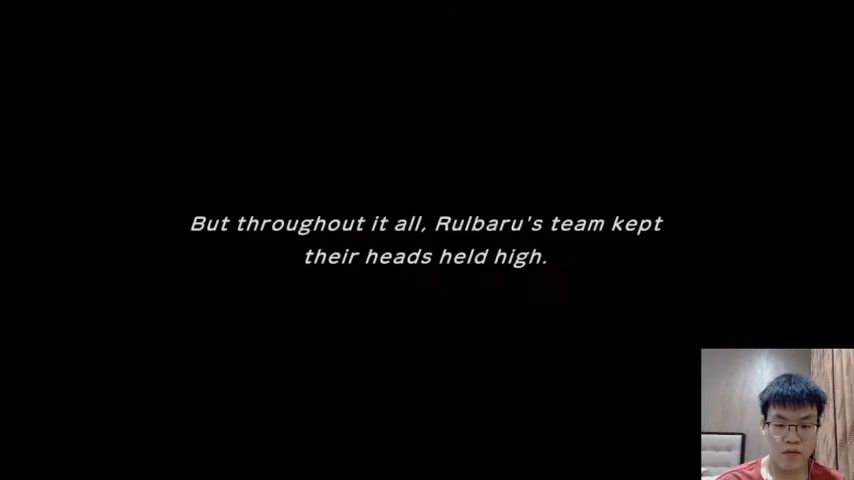 But throughout it all, Rulbaru's team kept
their heads held high.